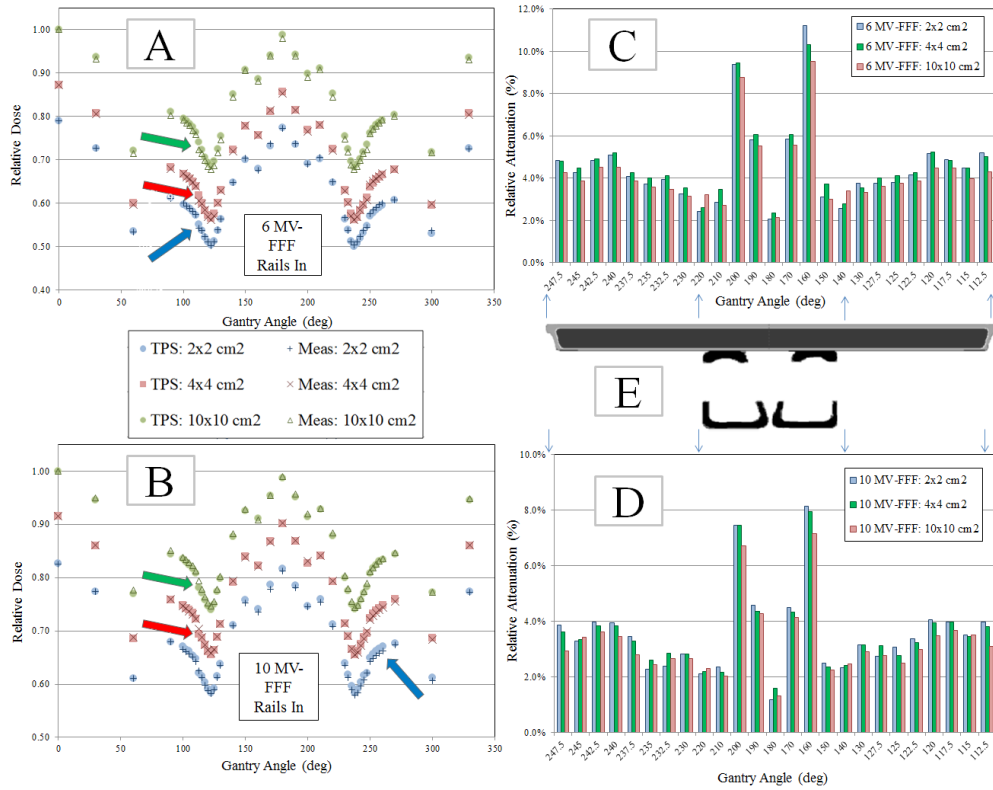 A
Relative Dose
1.00
0.90
0.80
0.70
0.60
0.50
0.40
6 MV-
FFF
Rails In
0 50 100 150 200 250 300 350
Gantry Angle (deg)
C
Relative Attenuation (%)
12.0%
10.0%
8.0%
6.0%
4.0%
2.0%
0.0%
6 MV-FFF: 2x2 cm2
6 MV-FFF: 4x4 cm2
6 MV-FFF: 10x10 cm2
247.5 245 242.5 240 237.5 235 232.5 230 220 210 200 190 180 170 160 150 140 130 127.5 125 122.5 120 117.5 115 112.5
Gantry Angle (deg)
TPS: 2x2 cm2 Meas: 2x2 cm2
TPS: 4x4 cm2 Meas: 4x4 cm2
TPS: 10x10 cm2 Meas: 10x10 cm2
E
B
Relative Dose
1.00
0.90
0.80
0.70
0.60
0.50
10 MV-
FFF
Rails In
0 50 100 150 200 250 300 350
Gantry Angle (deg)
D
Relative Attenuation (%)
10.0%
8.0%
6.0%
4.0%
2.0%
0.0%
10 MV-FFF: 2x2 cm2
10 MV-FFF: 4x4 cm2
10 MV-FFF: 10x10 cm2
247.5 245 242.5 240 237.5 235 232.5 230 220 210 200 190 180 170 160 150 140 130 127.5 125 122.5 120 117.5 115 112.5
Gantry Angle (deg)